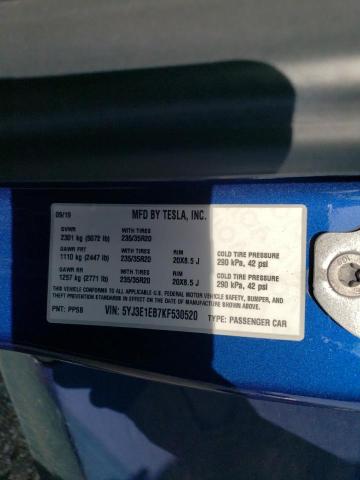 09/19 MFD BY TESLA, INC.
GVWR WITH TIRES
2301 kg (5072 lb) 235/35R20
GAWR FRT WITH TIRES RIM COLD TIRE PRESSURE
1110 kg (2447 lb) 235/35R20 20X8.5 J 290 kPa, 42 psi
GAWR RR WITH TIRES RIM COLD TIRE PRESSURE
1257 kg (2771 lb) 235/35R20 20X8.5 J 290 kPa, 42 psi
THIS VEHICLE CONFORMS TO ALL APPLICABLE FEDERAL MOTOR VEHICLE SAFETY, BUMPER, AND
THEFT PREVENTION STANDARDS IN EFFECT ON THE DATE OF MANUFACTURE SHOWN ABOVE.
PNT: PPSB VIN: 5YJ3E1EB7KF530520 TYPE: PASSENGER CAR